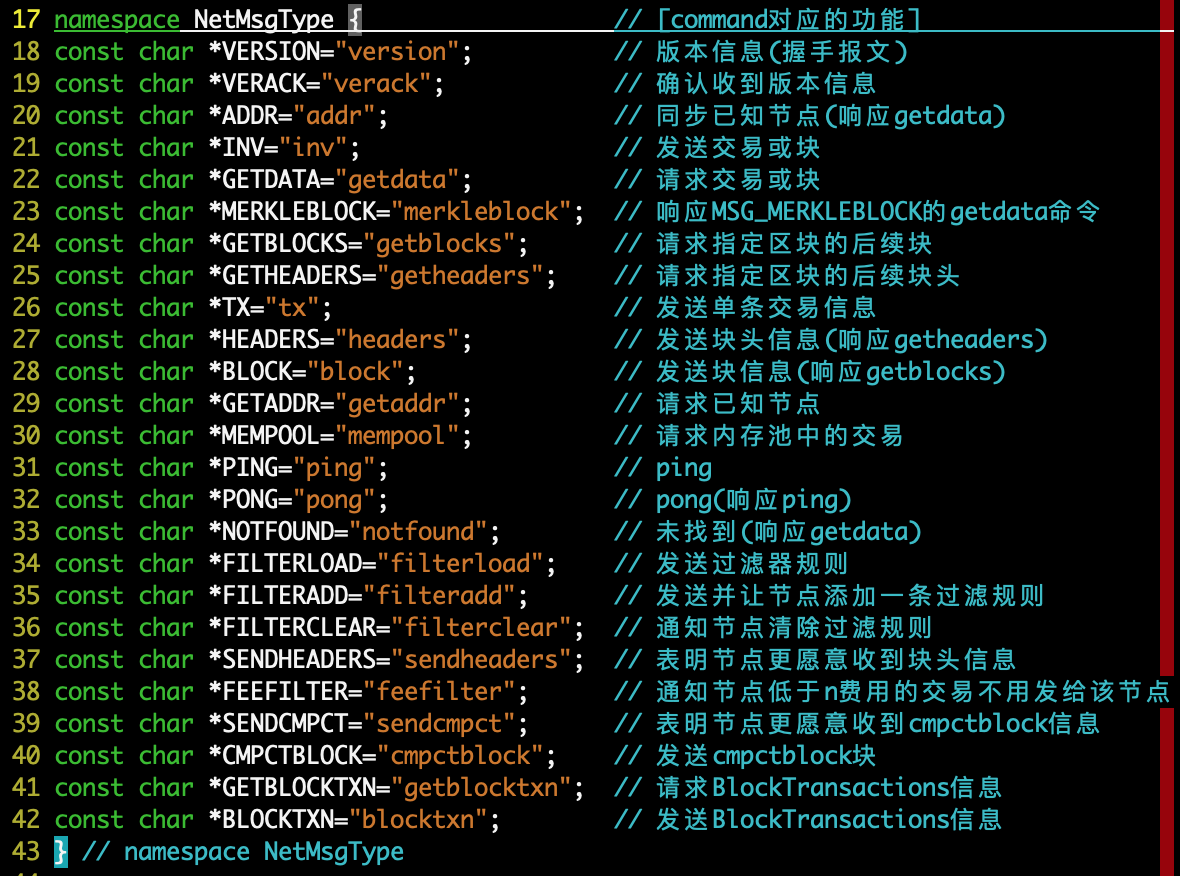 17 namespace NetMsgType { // [command对应的功能]
18 const char *VERSION="version"; // 版本信息(握手报文)
19 const char *VERACK="verack"; // 确认收到版本信息
20 const char *ADDR="addr"; // 同步已知节点(响应getdata)
21 const char *INV="inv"; // 发送交易或块
22 const char *GETDATA="getdata"; // 请求交易或块
23 const char *MERKLEBLOCK="merkleblock"; // 响应MSG_MERKLEBLOCK的getdata命令
24 const char *GETBLOCKS="getblocks"; // 请求指定区块的后续块
25 const char *GETHEADERS="getheaders"; // 请求指定区块的后续块头
26 const char *TX="tx"; // 发送单条交易信息
27 const char *HEADERS="headers"; // 发送块头信息(响应getheaders)
28 const char *BLOCK="block"; // 发送块信息(响应getblocks)
29 const char *GETADDR="getaddr"; // 请求已知节点
30 const char *MEMPOOL="mempool"; // 请求内存池中的交易
31 const char *PING="ping"; // ping
32 const char *PONG="pong"; // pong(响应ping)
33 const char *NOTFOUND="notfound"; // 未找到(响应getdata)
34 const char *FILTERLOAD="filterload"; // 发送过滤器规则
35 const char *FILTERADD="filteradd"; // 发送并让节点添加一条过滤规则
36 const char *FILTERCLEAR="filterclear"; // 通知节点清除过滤规则
37 const char *SENDHEADERS="sendheaders"; // 表明节点更愿意收到块头信息
38 const char *FEEFILTER="feefilter"; // 通知节点低于n费用的交易不用发给该节点
39 const char *SENDCMPCT="sendcmpct"; // 表明节点更愿意收到cmpctblock信息
40 const char *CMPCTBLOCK="cmpctblock"; // 发送cmpctblock块
41 const char *GETBLOCKTXN="getblocktxn"; // 请求BlockTransactions信息
42 const char *BLOCKTXN="blocktxn"; // 发送BlockTransactions信息
43 } // namespace NetMsgType